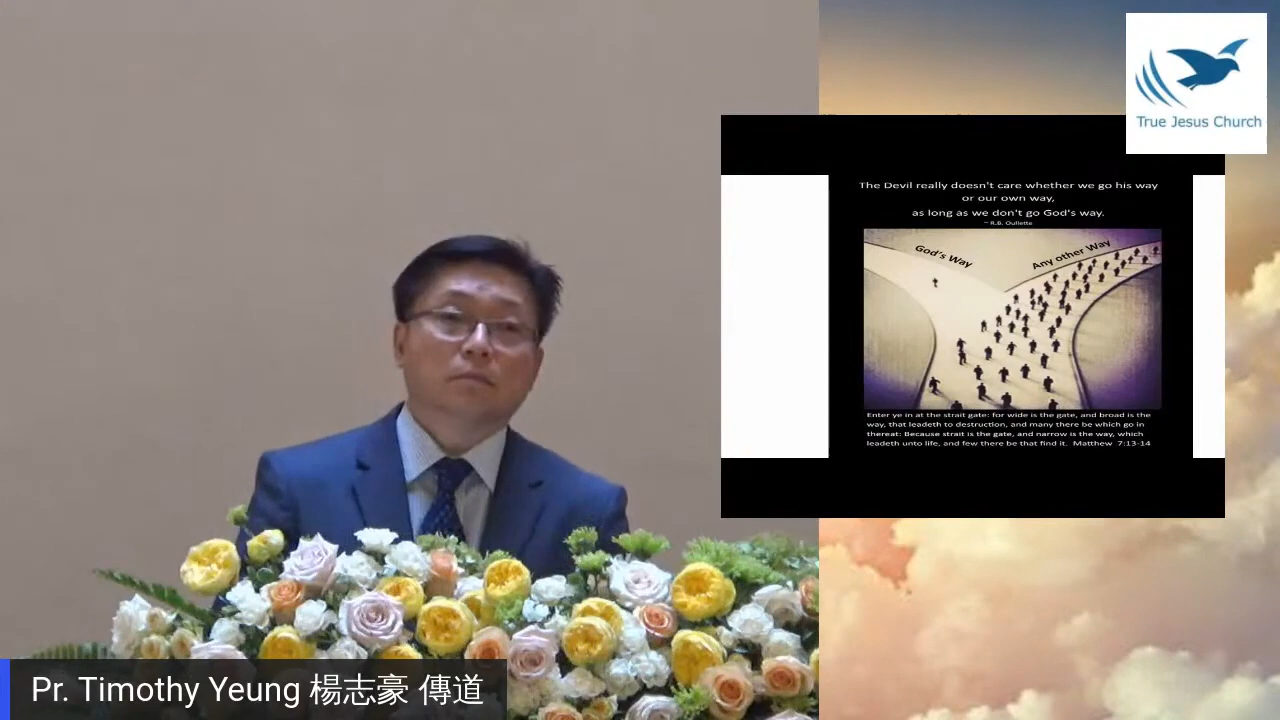 True Jesus Church
The Devil really doesn't care whether we go his way
or our own way,
as long as we don't go God's way.
~ R.B. Oullette
God's Way
Any other Way
Enter ye in at the strait gate: for wide is the gate, and broad is the
way, that leadeth to destruction, and many there be which go in
thereat: Because strait is the gate, and narrow is the way, which
leadeth unto life, and few there be that find it. Matthew 7:13-14
Pr. Timothy Yeung 楊志豪 傳道